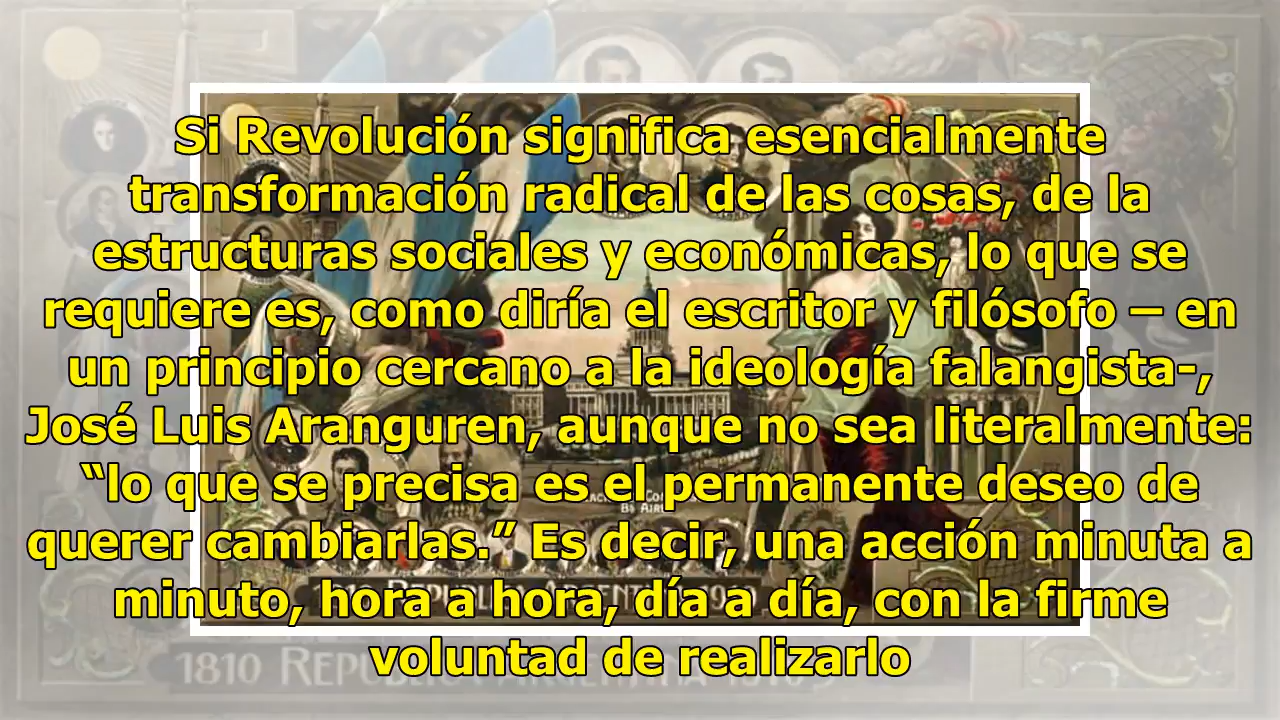 Si Revolución significa esencialmente
transformación radical de las cosas, de la
estructuras sociales y económicas, lo que se
requiere es, como diría el escritor y filósofo – en
un principio cercano a la ideología falangista-,
José Luis Aranguren, aunque no sea literalmente:
“lo que se precisa es el permanente deseo de
querer cambiarlas.” Es decir, una acción minuta a
minuto, hora a hora, día a día, con la firme
voluntad de realizarlo
1810